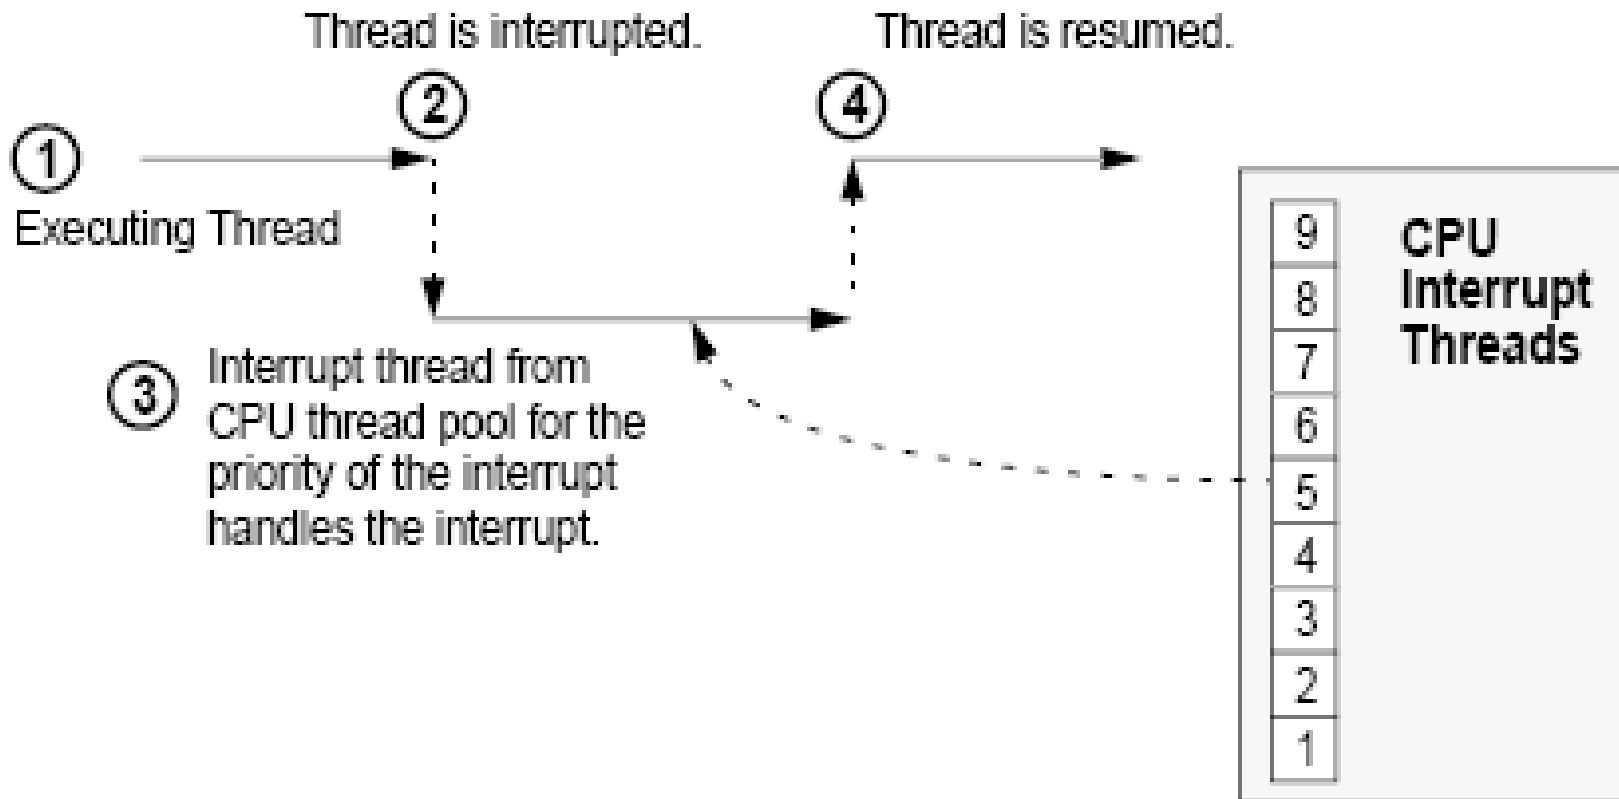 Thread is interrupted.
Thread is resumed.
2
4
1
Executing Thread
3
Interrupt thread from
CPU thread pool for the
priority of the interrupt
handles the interrupt.
9
8
7
6
5
4
3
2
1
CPU
Interrupt
Threads